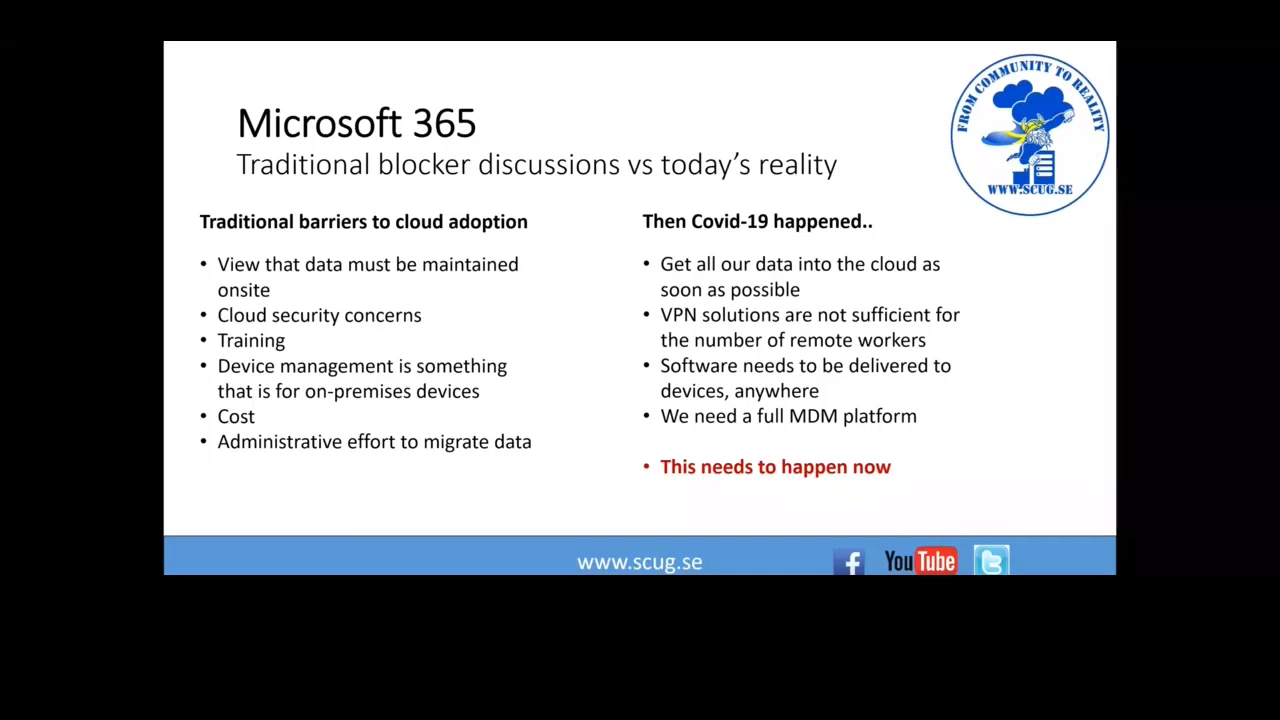 Microsoft 365
Traditional blocker discussions vs today's reality
FROM COMMUNITY TO REALITY
WWW.SCUG.SE
Traditional barriers to cloud adoption
• View that data must be maintained
onsite
• Cloud security concerns
• Training
• Device management is something
that is for on-premises devices
• Cost
• Administrative effort to migrate data
Then Covid-19 happened..
• Get all our data into the cloud as
soon as possible
• VPN solutions are not sufficient for
the number of remote workers
• Software needs to be delivered to
devices, anywhere
• We need a full MDM platform
• This needs to happen now
www.scug.se
f
YouTube
t